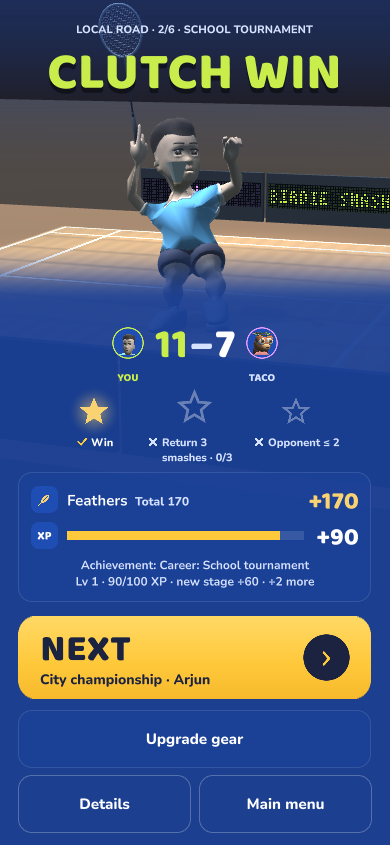 LOCAL ROAD · 2/6 · SCHOOL TOURNAMENT
CLUTCH WIN
BIRDIE SMASH
11–7
YOU
TACO
Win
Return 3
smashes · 0/3
Opponent ≤ 2
Feathers Total 170
+170
XP
+90
Achievement: Career: School tournament
Lv 1 · 90/100 XP · new stage +60 · +2 more
NEXT
City championship · Arjun
Upgrade gear
Details
Main menu